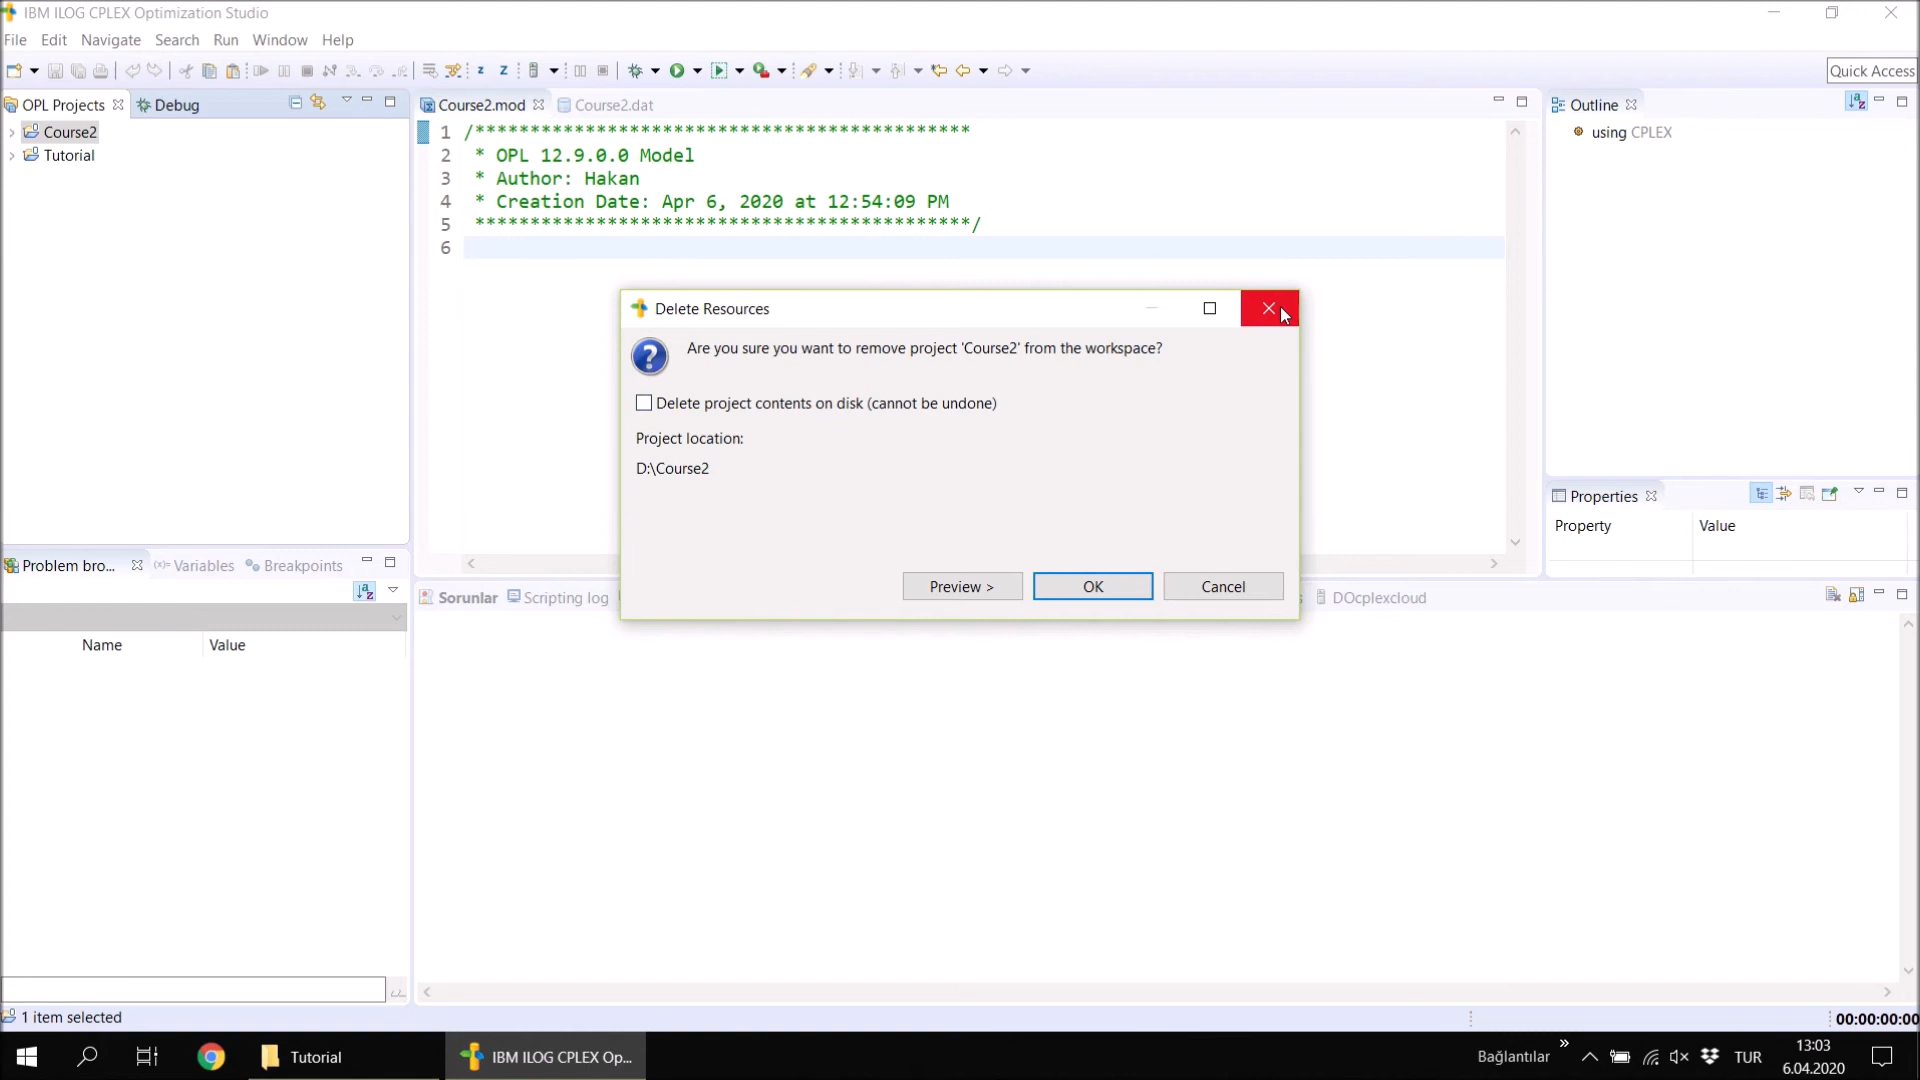 IBM ILOG CPLEX Optimization Studio
File Edit Navigate Search Run Window Help
Quick Access
OPL Projects
Debug
Course2
Tutorial
Course2.mod
Course2.dat
1 /*********************************************
2 * OPL 12.9.0.0 Model
3 * Author: Hakan
4 * Creation Date: Apr 6, 2020 at 12:54:09 PM
5 *********************************************/
6
Outline
using CPLEX
Delete Resources
Are you sure you want to remove project 'Course2' from the workspace?
Delete project contents on disk (cannot be undone)
Project location:
D:\Course2
Preview >
OK
Cancel
Properties
Property Value
Problem bro...
(x)= Variables
Breakpoints
Name Value
Sorunlar
Scripting log
DOcplexcloud
1 item selected
00:00:00:00
Tutorial
IBM ILOG CPLEX Op...
Bağlantılar
TUR
13:03
6.04.2020